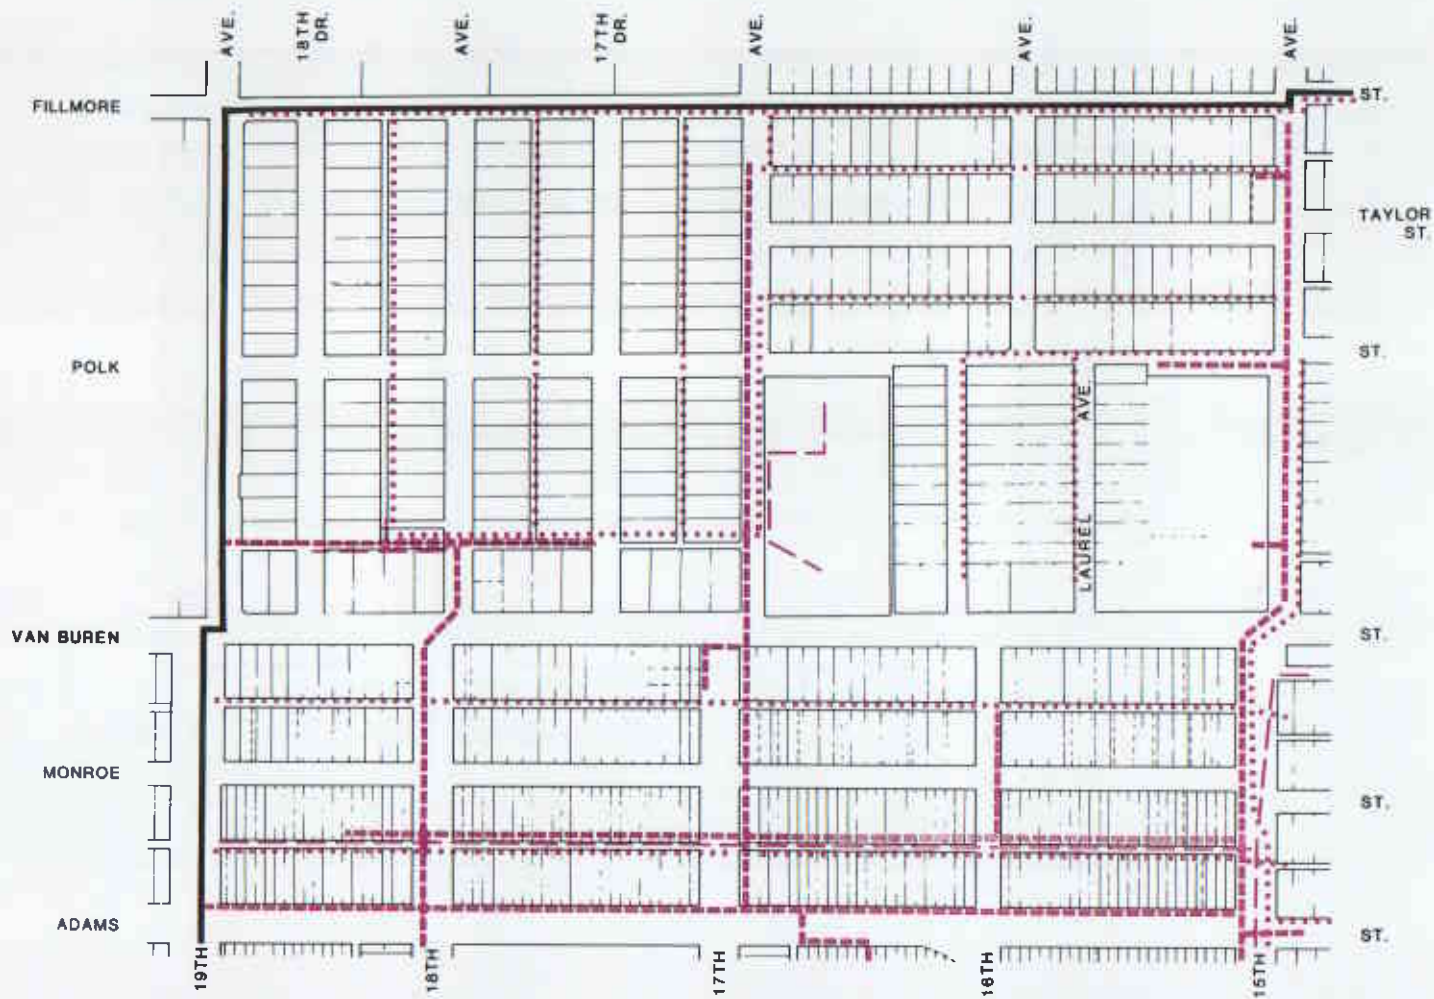 AVE.
18TH
DR.
AVE.
17TH
DR.
AVE.
AVE.
AVE.
FILLMORE
ST.
TAYLOR
ST.
POLK
ST.
LAUREL AVE.
VAN BUREN
ST.
MONROE
ST.
ADAMS
ST.
19TH
18TH
17TH
16TH
15TH